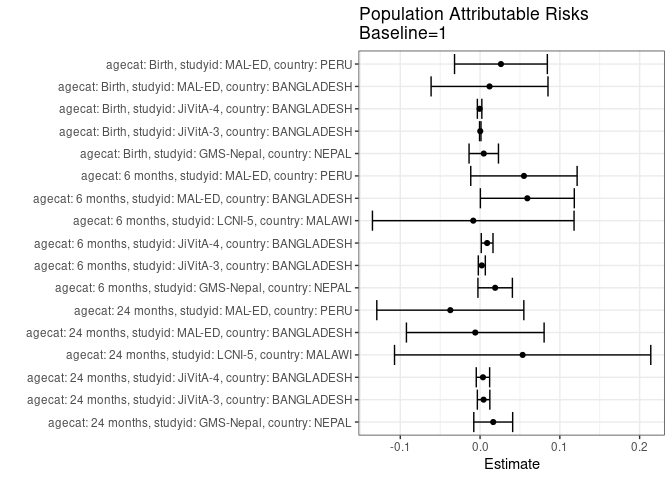 Population Attributable Risks
Baseline=1
agecat: Birth, studyid: MAL-ED, country: PERU
agecat: Birth, studyid: MAL-ED, country: BANGLADESH
agecat: Birth, studyid: JiVitA-4, country: BANGLADESH
agecat: Birth, studyid: JiVitA-3, country: BANGLADESH
agecat: Birth, studyid: GMS-Nepal, country: NEPAL
agecat: 6 months, studyid: MAL-ED, country: PERU
agecat: 6 months, studyid: MAL-ED, country: BANGLADESH
agecat: 6 months, studyid: LCNI-5, country: MALAWI
agecat: 6 months, studyid: JiVitA-4, country: BANGLADESH
agecat: 6 months, studyid: JiVitA-3, country: BANGLADESH
agecat: 6 months, studyid: GMS-Nepal, country: NEPAL
agecat: 24 months, studyid: MAL-ED, country: PERU
agecat: 24 months, studyid: MAL-ED, country: BANGLADESH
agecat: 24 months, studyid: LCNI-5, country: MALAWI
agecat: 24 months, studyid: JiVitA-4, country: BANGLADESH
agecat: 24 months, studyid: JiVitA-3, country: BANGLADESH
agecat: 24 months, studyid: GMS-Nepal, country: NEPAL
-0.1 0.0 0.1 0.2
Estimate